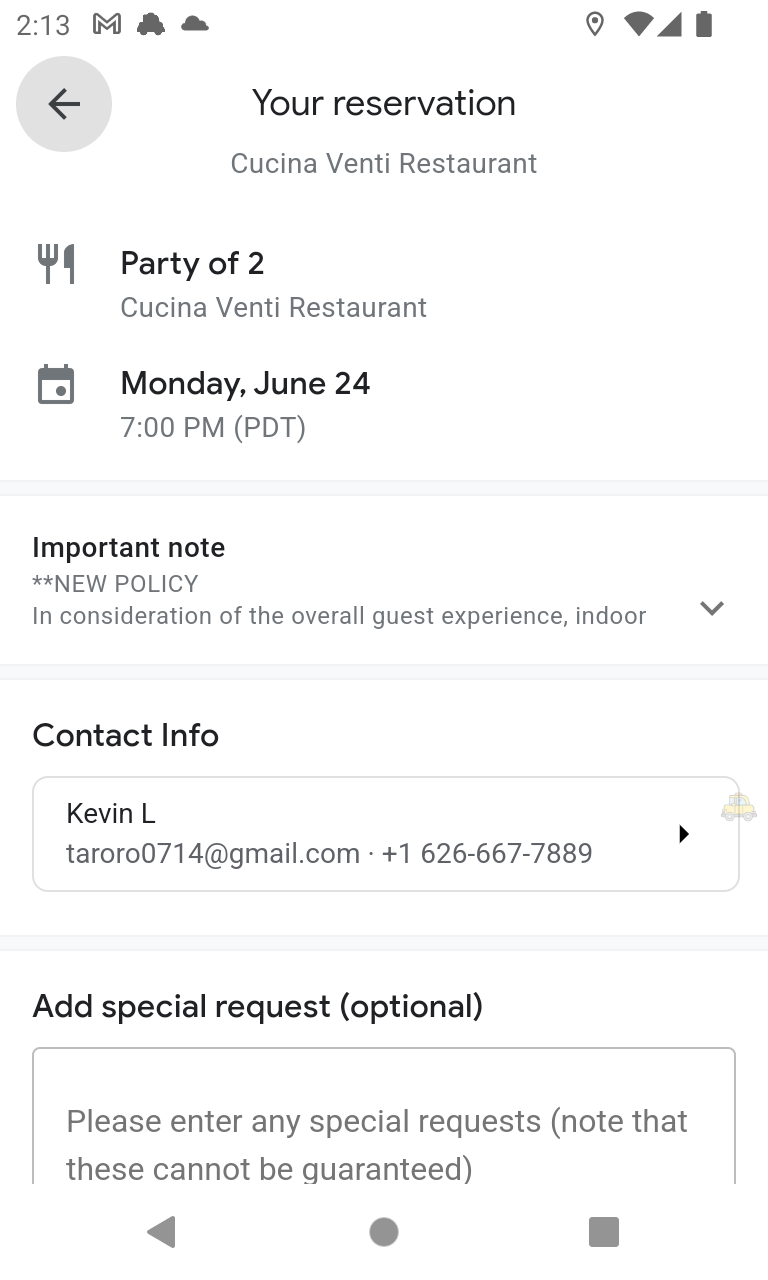 2:13
Your reservation
Cucina Venti Restaurant
Party of 2
Cucina Venti Restaurant
Monday, June 24
7:00 PM (PDT)
Important note
**NEW POLICY
In consideration of the overall guest experience, indoor
Contact Info
Kevin L
taroro0714@gmail.com · +1 626-667-7889
Add special request (optional)
Please enter any special requests (note that
these cannot be guaranteed)